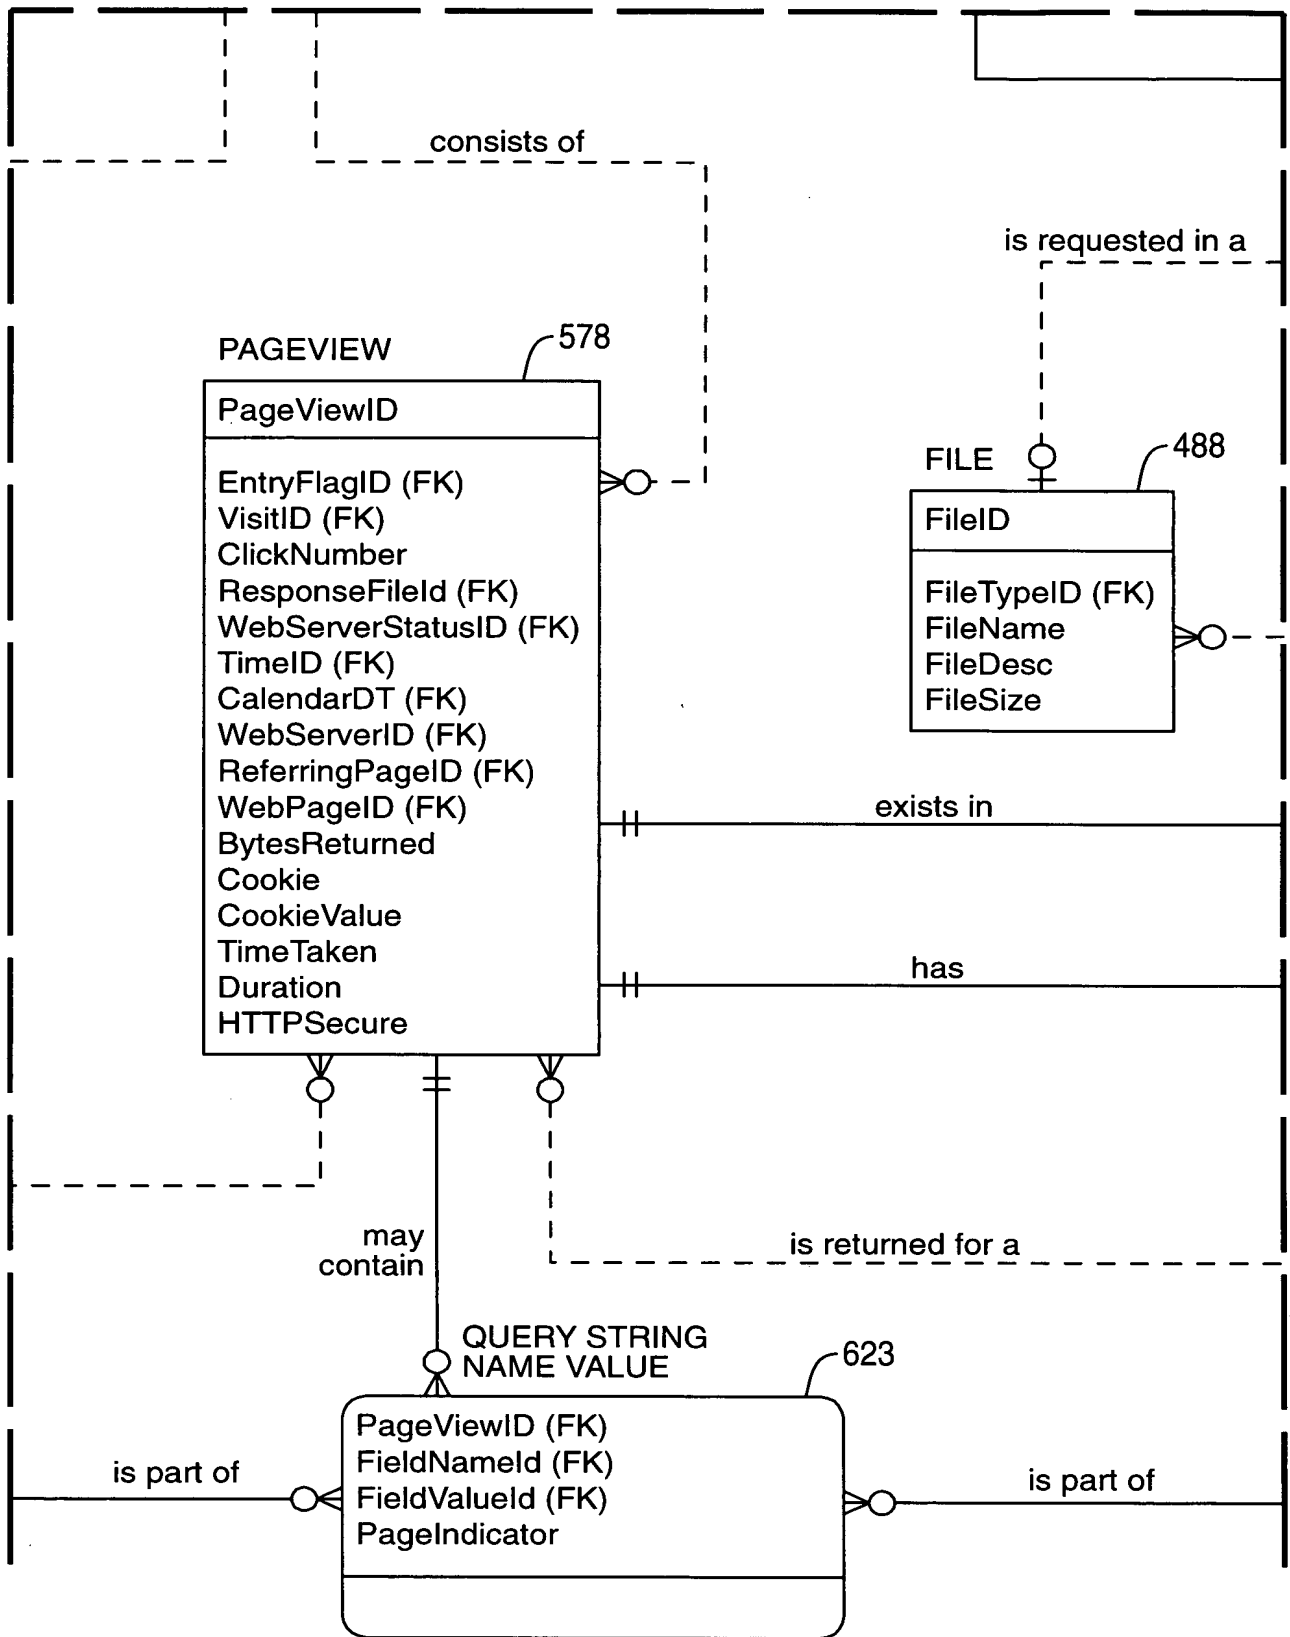 consists of
is requested in a
PAGEVIEW
578
PageViewID
EntryFlagID (FK)
VisitID (FK)
ClickNumber
ResponseFileId (FK)
WebServerStatusID (FK)
TimeID (FK)
CalendarDT (FK)
WebServerID (FK)
ReferringPageID (FK)
WebPageID (FK)
BytesReturned
Cookie
CookieValue
TimeTaken
Duration
HTTPSecure
FILE
488
FileID
FileTypeID (FK)
FileName
FileDesc
FileSize
exists in
has
may
contain
is returned for a
QUERY STRING
NAME VALUE
623
PageViewID (FK)
FieldNameId (FK)
FieldValueId (FK)
PageIndicator
is part of
is part of